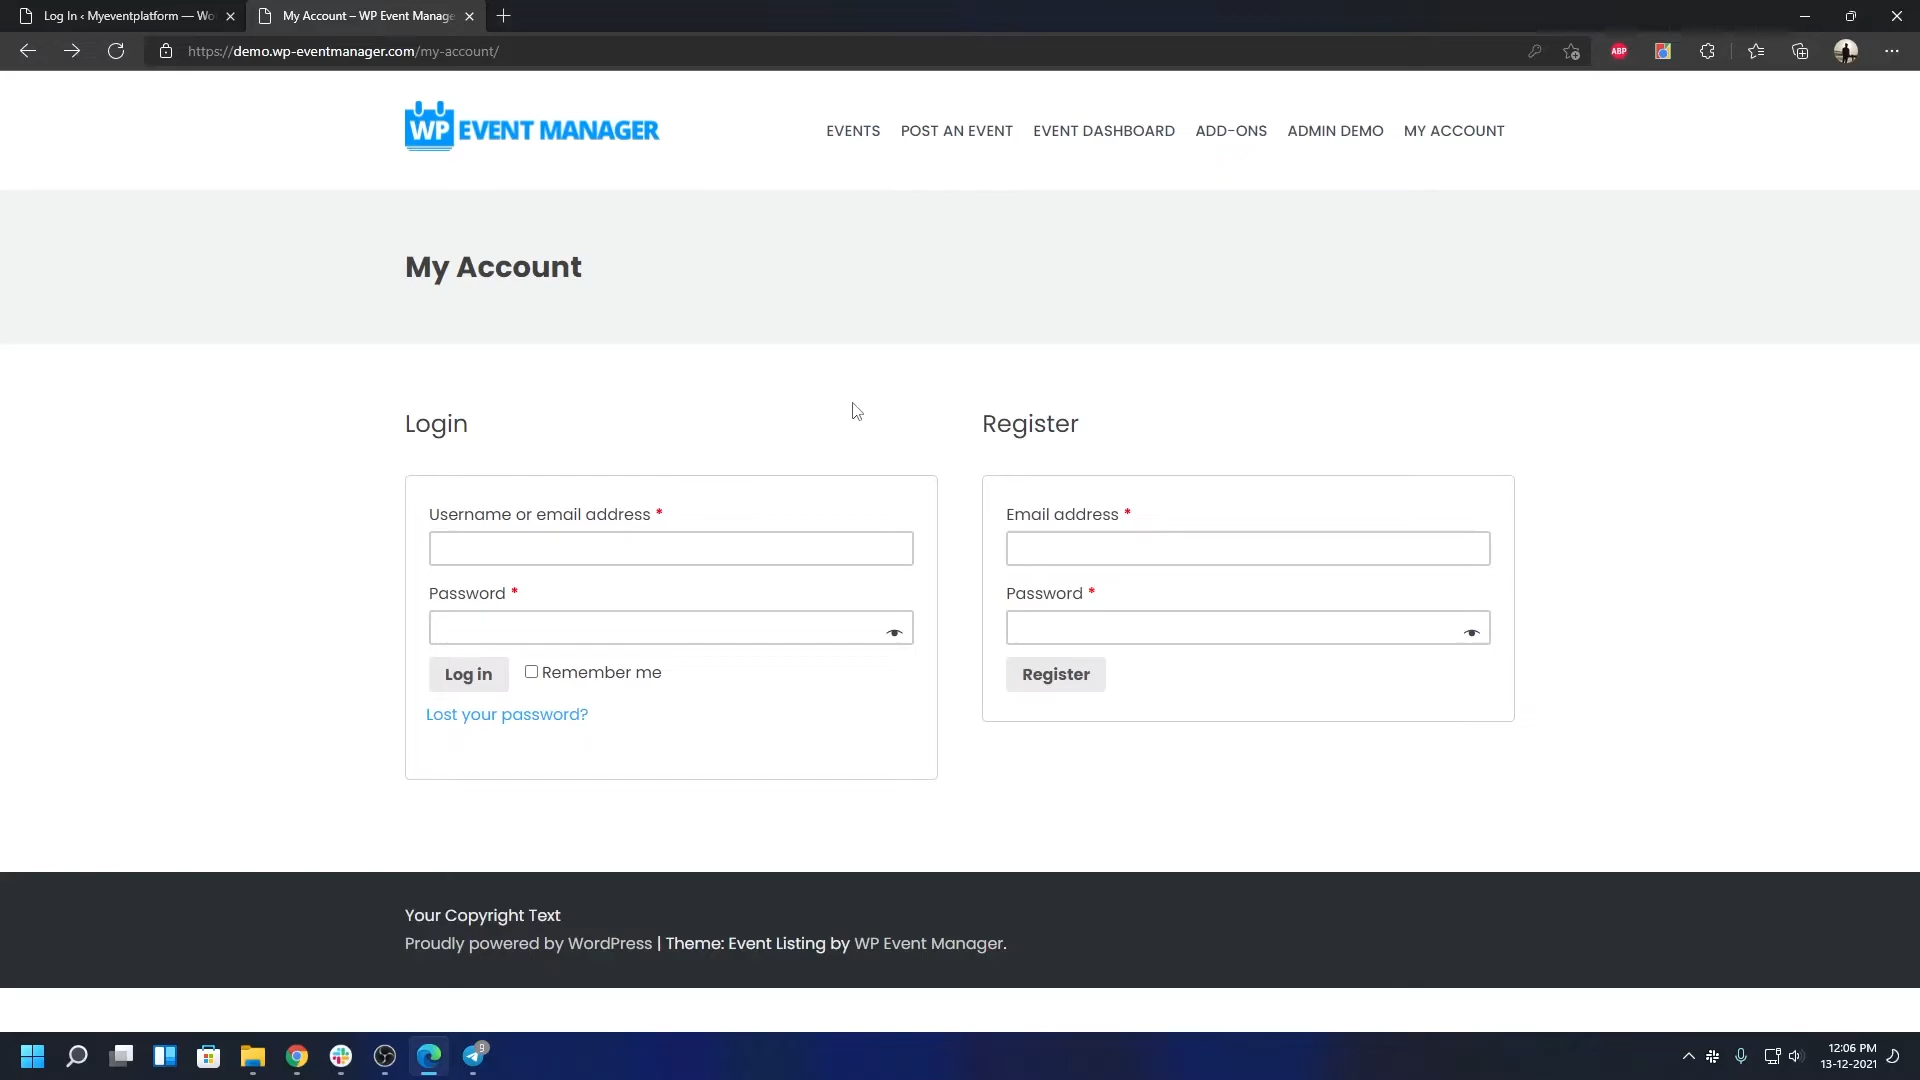 Log In ‹ Myeventplatform — Wo
My Account – WP Event Manage
https://demo.wp-eventmanager.com/my-account/
ABP
WP EVENT MANAGER
EVENTS POST AN EVENT EVENT DASHBOARD ADD-ONS ADMIN DEMO MY ACCOUNT
My Account
Login
Username or email address *
Password *
Log in Remember me
Lost your password?
Register
Email address *
Password *
Register
Your Copyright Text
Proudly powered by WordPress | Theme: Event Listing by WP Event Manager.
9
12:06 PM
13-12-2021